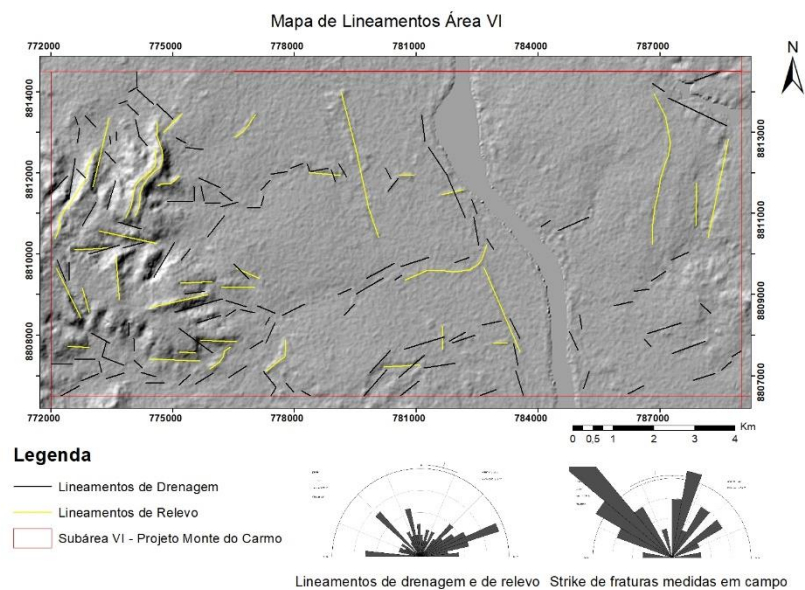 Mapa de Lineamentos Área VI
772000 775000 778000 781000 784000 787000
N
8814000
8812000
8810000
8808000
8813000
8811000
8809000
8807000
772000 775000 778000 781000 784000 787000
Km
0 0,5 1 2 3 4
Legenda
Lineamentos de Drenagem
Lineamentos de Relevo
Subárea VI - Projeto Monte do Carmo
Lineamentos de drenagem e de relevo Strike de fraturas medidas em campo